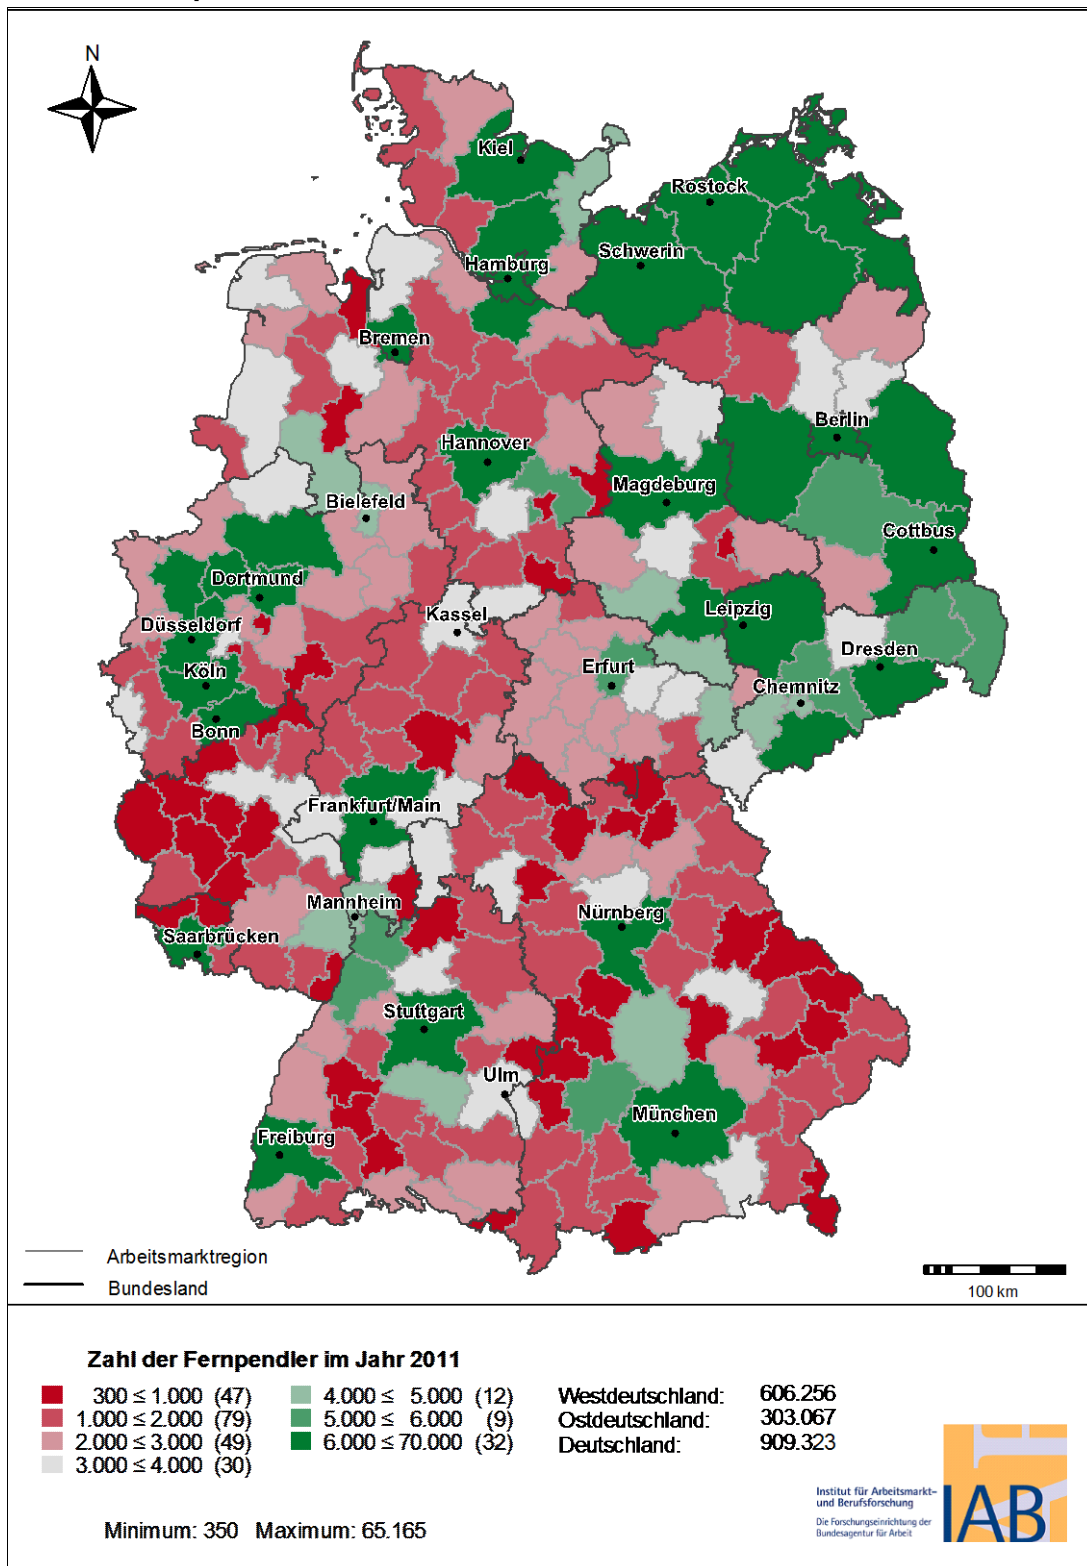 N
Kiel
Rostock
Schwerin
Hamburg
Bremen
Berlin
Hannover
Magdeburg
Bielefeld
Cottbus
Dortmund
Leipzig
Kassel
Düsseldorf
Dresden
Köln
Erfurt
Chemnitz
Bonn
Frankfurt/Main
Mannheim
Nürnberg
Saarbrücken
Stuttgart
Ulm
München
Freiburg
Arbeitsmarktregion
Bundesland
100 km
Zahl der Fernpendler im Jahr 2011
300 ≤ 1.000 (47)
1.000 ≤ 2.000 (79)
2.000 ≤ 3.000 (49)
3.000 ≤ 4.000 (30)
4.000 ≤ 5.000 (12)
5.000 ≤ 6.000 (9)
6.000 ≤ 70.000 (32)
Westdeutschland: 606.256
Ostdeutschland: 303.067
Deutschland: 909.323
Minimum: 350 Maximum: 65.165
Institut für Arbeitsmarkt-
und Berufsforschung
Die Forschungseinrichtung der
Bundesagentur für Arbeit
IAB